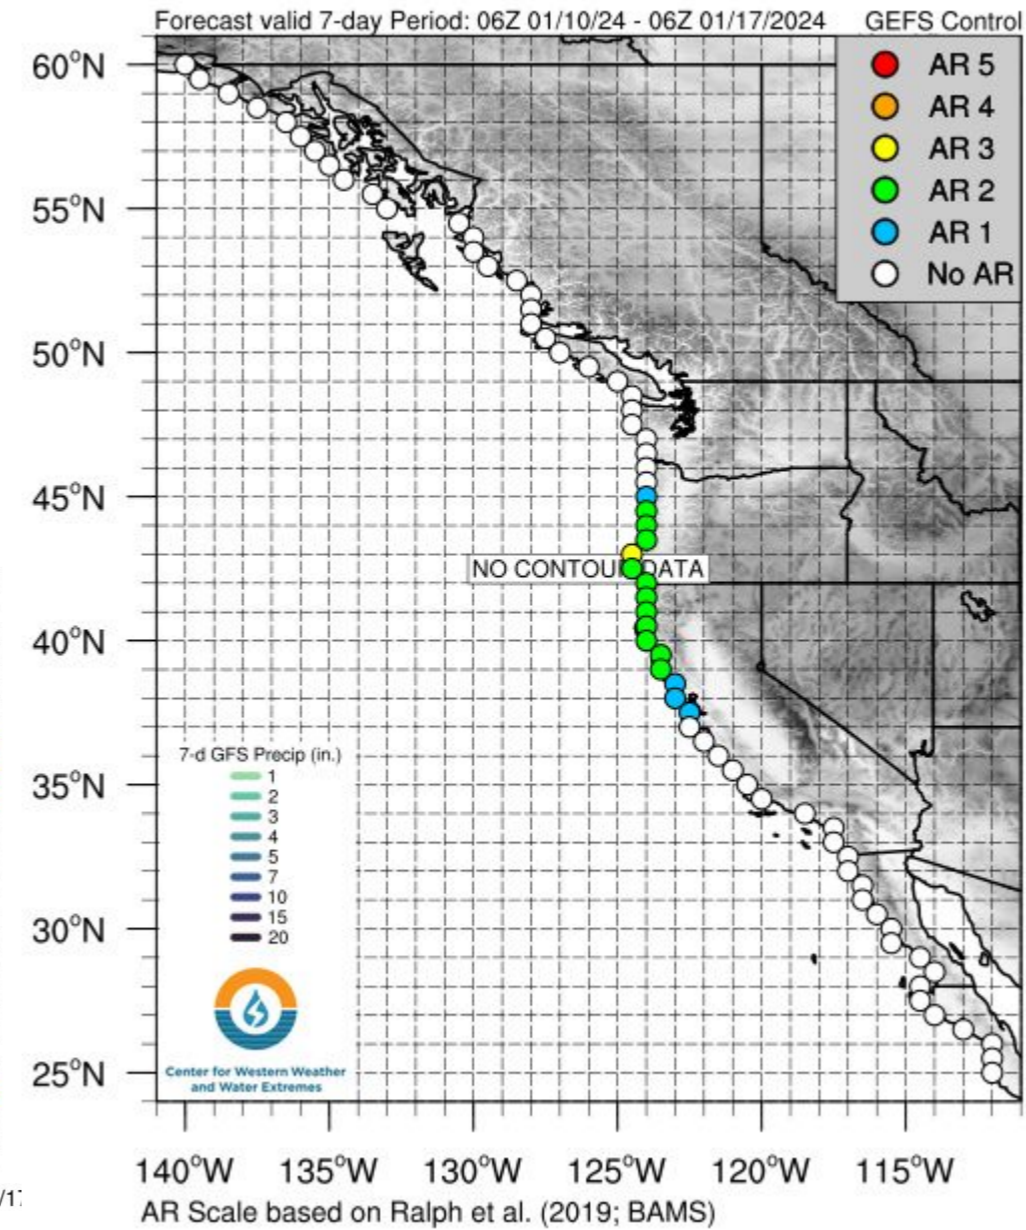 Forecast valid 7-day Period: 06Z 01/10/24 - 06Z 01/17/2024 GEFS Control
AR 5
AR 4
AR 3
AR 2
AR 1
No AR
60°N
55°N
50°N
45°N
40°N
35°N
30°N
25°N
NO CONTOUR DATA
7-d GFS Precip (in.)
1
2
3
4
5
7
10
15
20
Center for Western Weather
and Water Extremes
140°W 135°W 130°W 125°W 120°W 115°W
/17
AR Scale based on Ralph et al. (2019; BAMS)